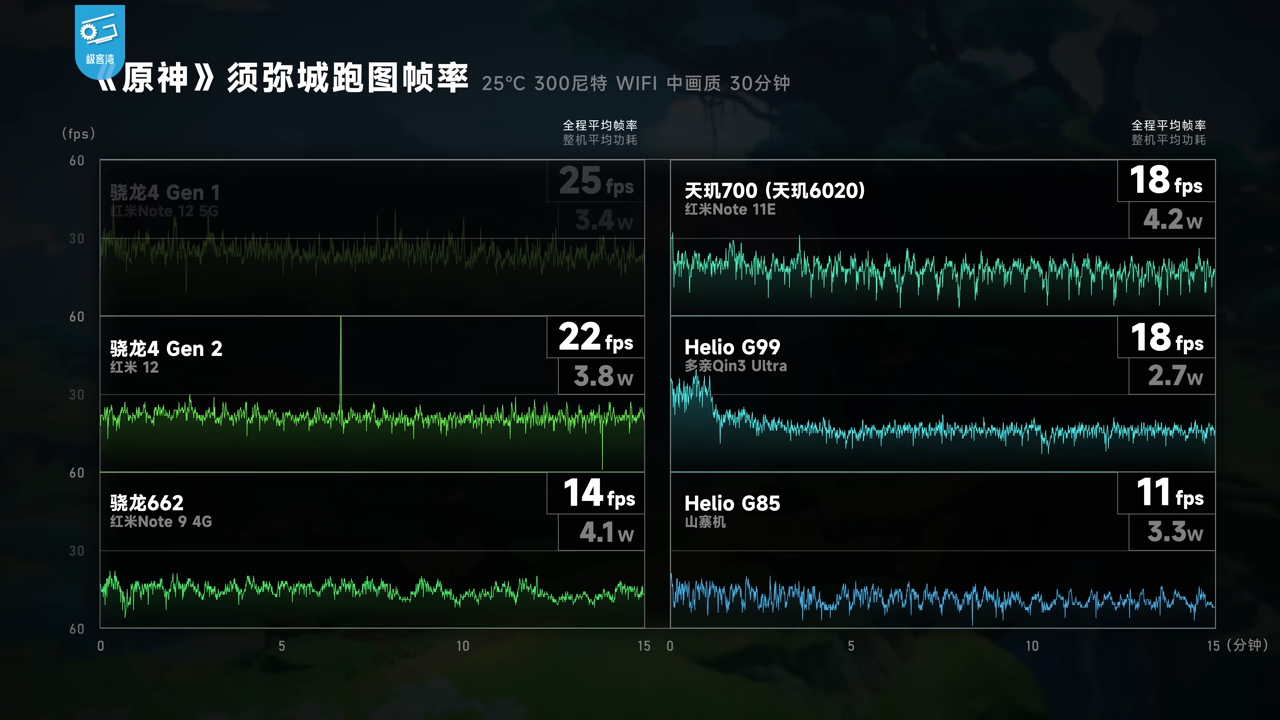 极客湾
《原神》须弥城跑图帧率 25℃ 300尼特 WIFI 中画质 30分钟
(fps)
全程平均帧率
整机平均功耗
全程平均帧率
整机平均功耗
60
骁龙4 Gen 1
红米Note 12 5G
25 fps
3.4 W
30
天玑700 (天玑6020)
红米Note 11E
18 fps
4.2 W
60
骁龙4 Gen 2
红米 12
22 fps
3.8 W
30
Helio G99
多亲Qin3 Ultra
18 fps
2.7 W
60
骁龙662
红米Note 9 4G
14 fps
4.1 W
30
Helio G85
山寨机
11 fps
3.3 W
60
0 5 10 15 0 5 10 15 (分钟)